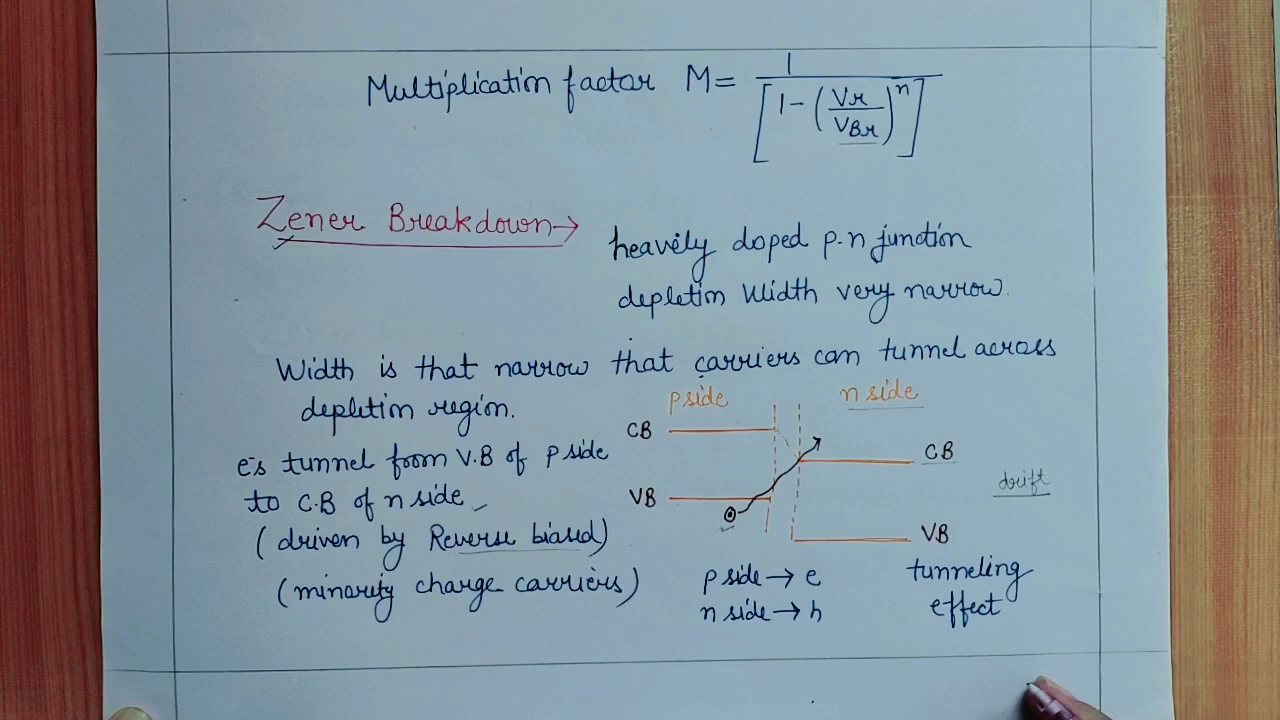 Multiplication factor M = 1 / [1 - (Vr / VBr)^n]
Zener Breakdown →
heavily doped p-n junction
depletion width very narrow.
Width is that narrow that carriers can tunnel across
depletion region.
p side n side
CB CB
VB VB
drift
e's tunnel from V.B of p side
to C.B of n side
(driven by Reverse biased)
(minority charge carriers)
p side → e
n side → h
tunneling
effect